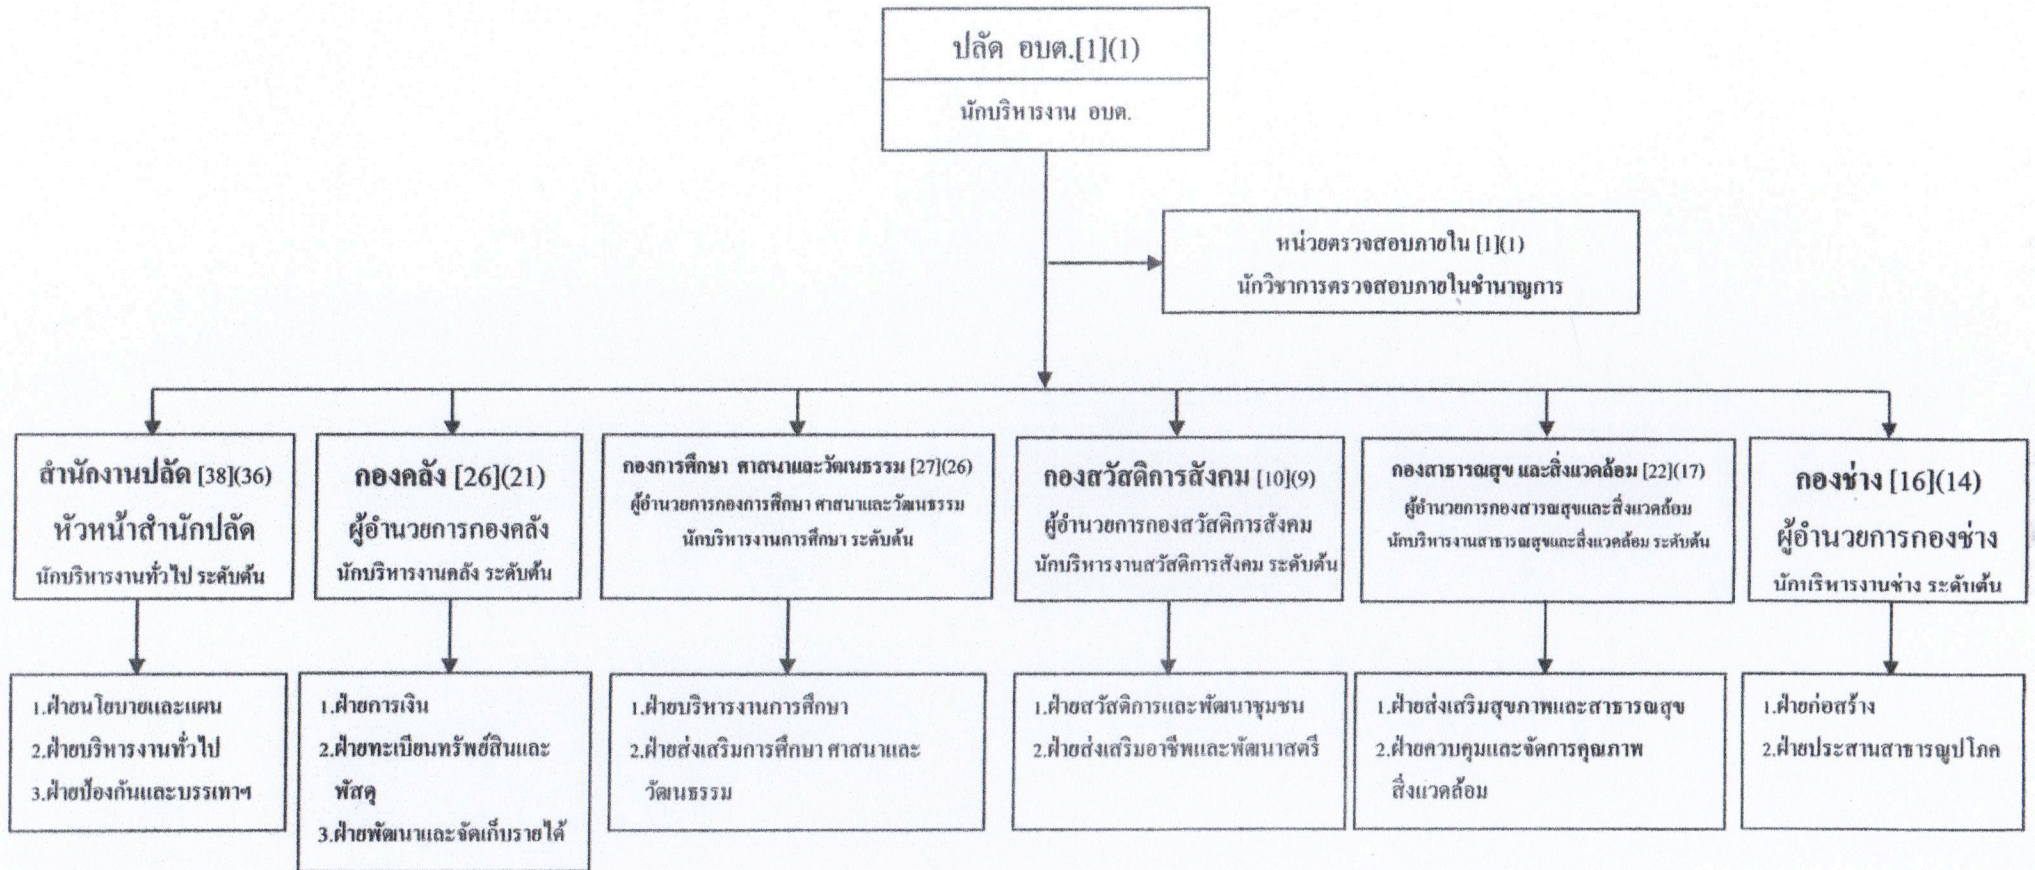 ปลัด อบต.[1](1)
นักบริหารงาน อบต.
หน่วยตรวจสอบภายใน [1](1)
นักวิชาการตรวจสอบภายในชำนาญการ
สำนักงานปลัด [38](36)
หัวหน้าสำนักปลัด
นักบริหารงานทั่วไป ระดับต้น
กองคลัง [26](21)
ผู้อำนวยการกองคลัง
นักบริหารงานคลัง ระดับต้น
กองการศึกษา ศาสนาและวัฒนธรรม [27](26)
ผู้อำนวยการกองการศึกษา ศาสนาและวัฒนธรรม
นักบริหารงานการศึกษา ระดับต้น
กองสวัสดิการสังคม [10](9)
ผู้อำนวยการกองสวัสดิการสังคม
นักบริหารงานสวัสดิการสังคม ระดับต้น
กองสาธารณสุข และสิ่งแวดล้อม [22](17)
ผู้อำนวยการกองสารณสุขและสิ่งแวดล้อม
นักบริหารงานสาธารณสุขและสิ่งแวดล้อม ระดับต้น
กองช่าง [16](14)
ผู้อำนวยการกองช่าง
นักบริหารงานช่าง ระดับต้น
1.ฝ่ายนโยบายและแผน
2.ฝ่ายบริหารงานทั่วไป
3.ฝ่ายป้องกันและบรรเทาฯ
1.ฝ่ายการเงิน
2.ฝ่ายทะเบียนทรัพย์สินและ
พัสดุ
3.ฝ่ายพัฒนาและจัดเก็บรายได้
1.ฝ่ายบริหารงานการศึกษา
2.ฝ่ายส่งเสริมการศึกษา ศาสนาและ
วัฒนธรรม
1.ฝ่ายสวัสดิการและพัฒนาชุมชน
2.ฝ่ายส่งเสริมอาชีพและพัฒนาสตรี
1.ฝ่ายส่งเสริมสุขภาพและสาธารณสุข
2.ฝ่ายควบคุมและจัดการคุณภาพ
สิ่งแวดล้อม
1.ฝ่ายก่อสร้าง
2.ฝ่ายประสานสาธารณูปโภค